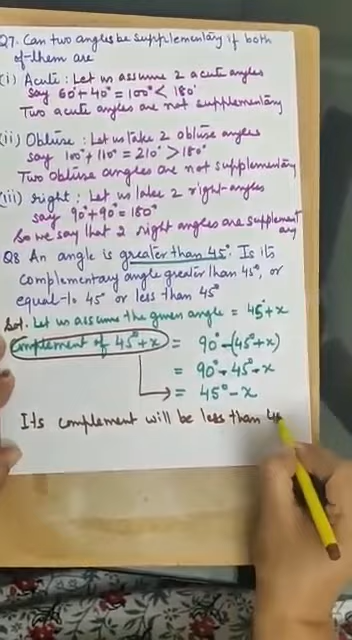 Q7. Can two angles be supplementary if both
of them are
(i) Acute : Let us assume 2 acute angles
say 60° + 40° = 100° < 180°
Two acute angles are not supplementary
(ii) Obtuse : Let us take 2 obtuse angles
say 100° + 110° = 210° > 180°
Two obtuse angles are not supplementary
(iii) right : Let us take 2 right-angles
say 90° + 90° = 180°
So we say that 2 right angles are supplement
ary
Q8 An angle is greater than 45°. Is its
complementary angle greater than 45°, or
equal to 45° or less than 45°
Sol. Let us assume the given angle = 45° + x
Complement of 45° + x = 90° - (45° + x)
= 90° - 45° - x
= 45° - x
Its complement will be less than 4